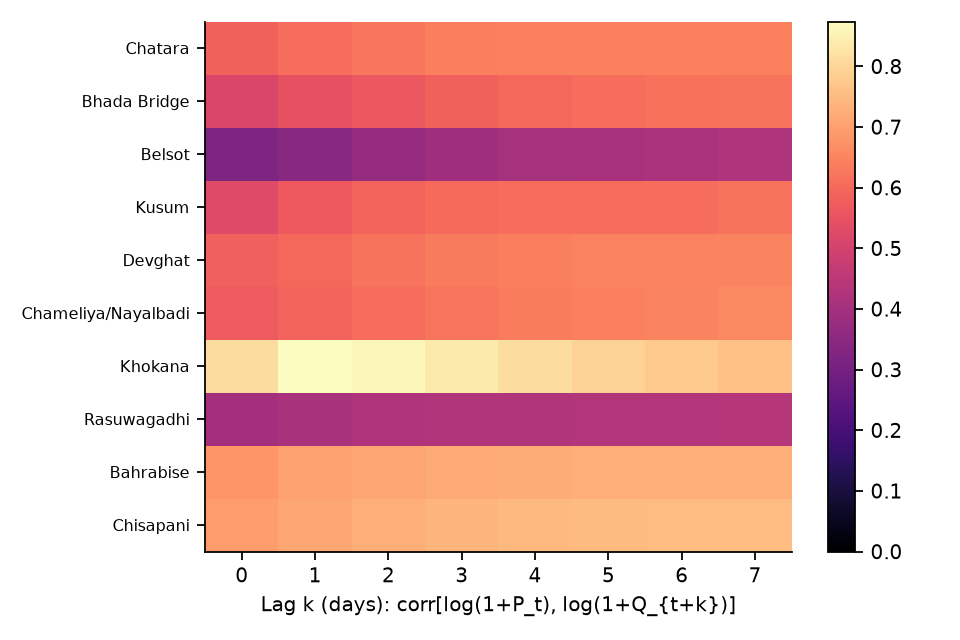 Chatara
Bhada Bridge
Belsot
Kusum
Devghat
Chameliya/Nayalbadi
Khokana
Rasuwagadhi
Bahrabise
Chisapani
0 1 2 3 4 5 6 7
Lag k (days): corr[log(1+P_t), log(1+Q_{t+k})]
0.8
0.7
0.6
0.5
0.4
0.3
0.2
0.1
0.0